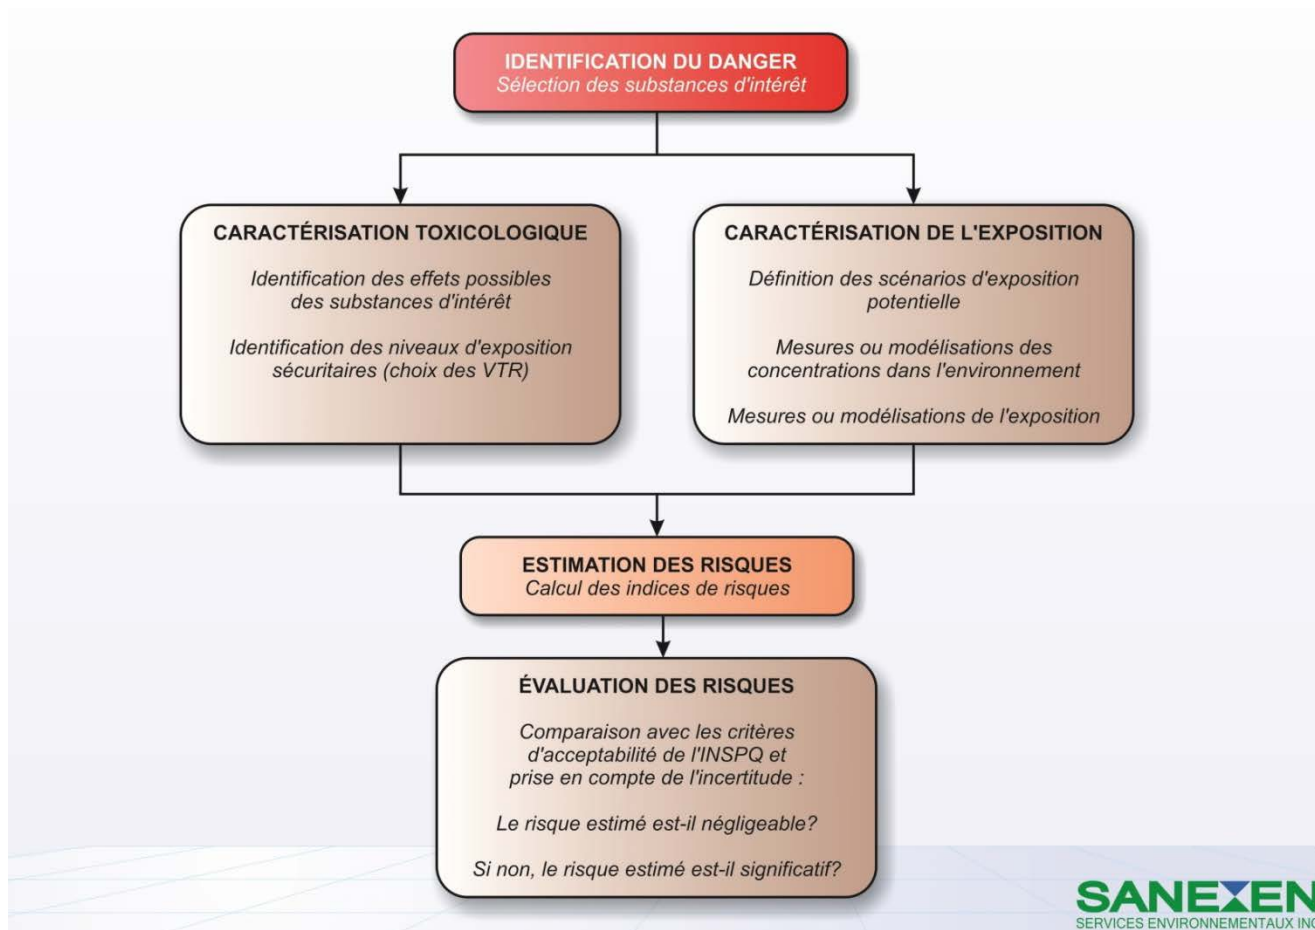 IDENTIFICATION DU DANGER
Sélection des substances d'intérêt
CARACTÉRISATION TOXICOLOGIQUE
Identification des effets possibles
des substances d'intérêt
Identification des niveaux d'exposition
sécuritaires (choix des VTR)
CARACTÉRISATION DE L'EXPOSITION
Définition des scénarios d'exposition
potentielle
Mesures ou modélisations des
concentrations dans l'environnement
Mesures ou modélisations de l'exposition
ESTIMATION DES RISQUES
Calcul des indices de risques
ÉVALUATION DES RISQUES
Comparaison avec les critères
d'acceptabilité de l'INSPQ et
prise en compte de l'incertitude :
Le risque estimé est-il négligeable?
Si non, le risque estimé est-il significatif?
SANEXEN
SERVICES ENVIRONNEMENTAUX INC